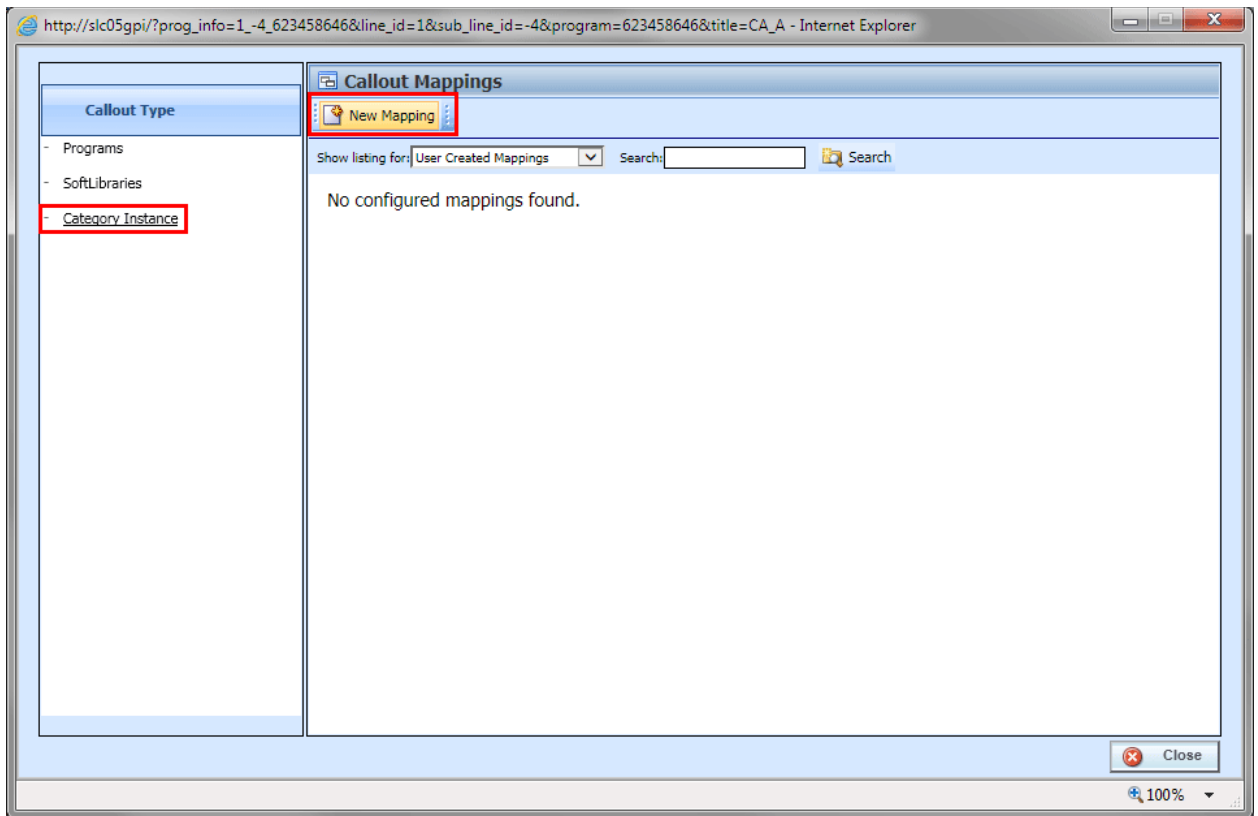 http://slc05gpi/?prog_info=1_-4_623458646&line_id=1&sub_line_id=-4&program=623458646&title=CA_A - Internet Explorer
Callout Type
- Programs
- SoftLibraries
- Category Instance
Callout Mappings
New Mapping
Show listing for: User Created Mappings Search: Search
No configured mappings found.
Close
100%